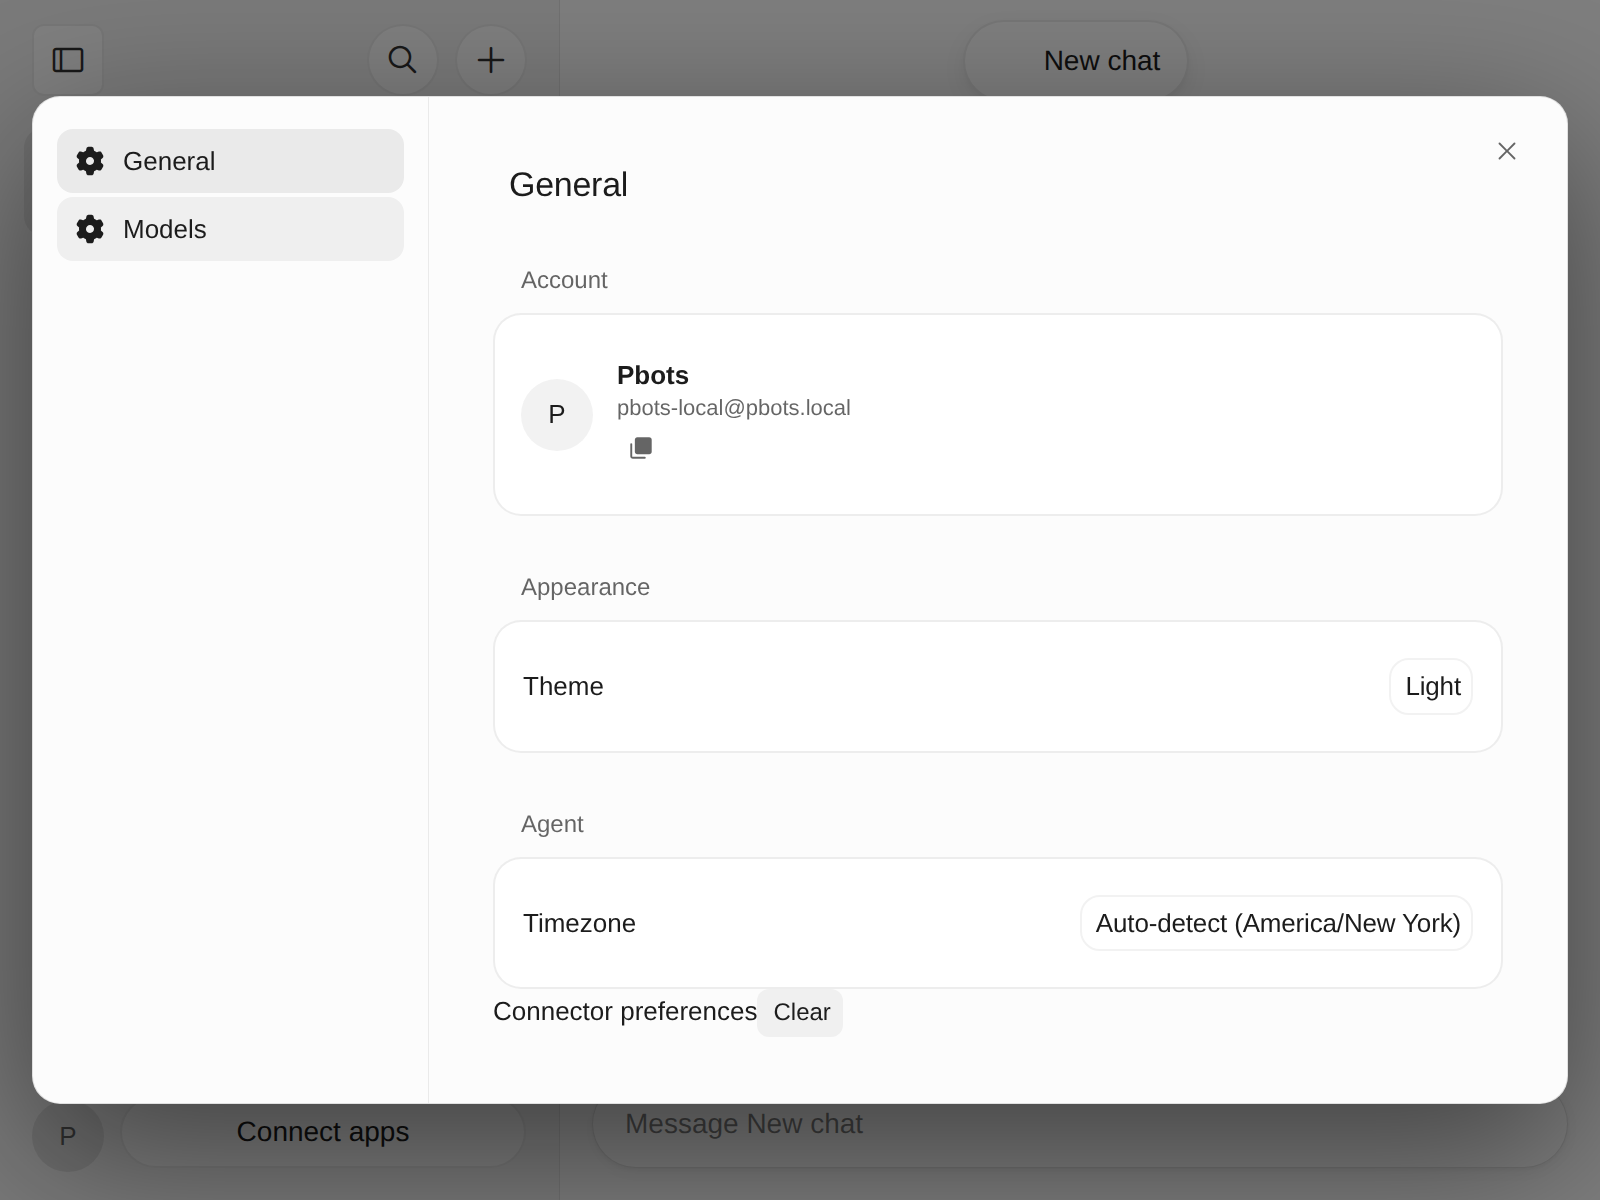 New chat
General
Models
General
Account
P
Pbots
pbots-local@pbots.local
Appearance
Theme
Light
Agent
Timezone
Auto-detect (America/New York)
Connector preferences
Clear
P
Connect apps
Message New chat